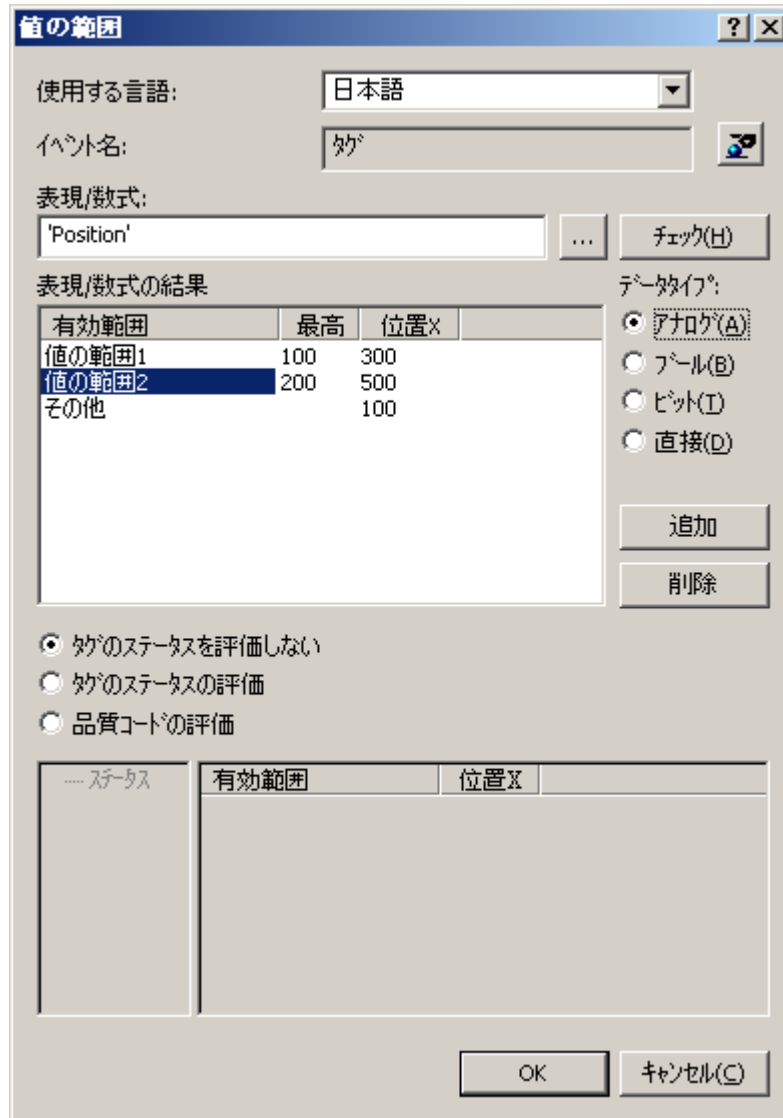 値の範囲
使用する言語: 日本語
ｲﾍﾞﾝﾄ名: ﾀｸﾞ
表現/数式:
'Position' ... ﾁｪｯｸ(H)
表現/数式の結果 ﾃﾞｰﾀﾀｲﾌﾟ:
有効範囲 最高 位置X
値の範囲1 100 300
値の範囲2 200 500
その他 100
ｱﾅﾛｸﾞ(A)
ﾌﾞｰﾙ(B)
ﾋﾞｯﾄ(T)
直接(D)
追加
削除
ﾀｸﾞのｽﾃｰﾀｽを評価しない
ﾀｸﾞのｽﾃｰﾀｽの評価
品質ｺｰﾄﾞの評価
ｽﾃｰﾀｽ 有効範囲 位置X
OK ｷｬﾝｾﾙ(C)